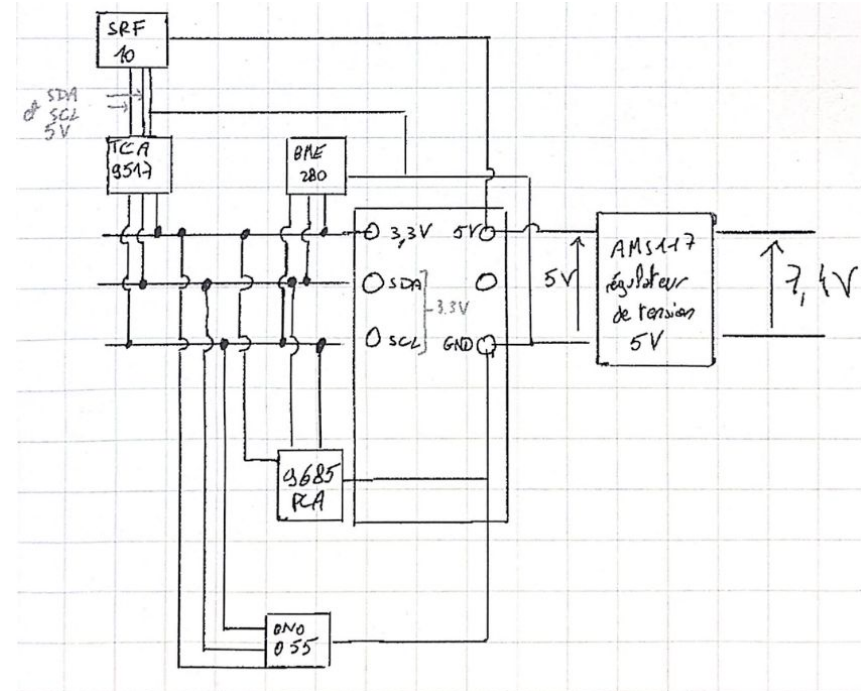 SRF
10
SDA
et SCL
5V
TCA
9517
BME
280
3,3V
5V
SDA
3.3V
SCL
GND
5V
AMS1117
régulateur
de tension
5V
7,4V
9685
PCA
BNO
055